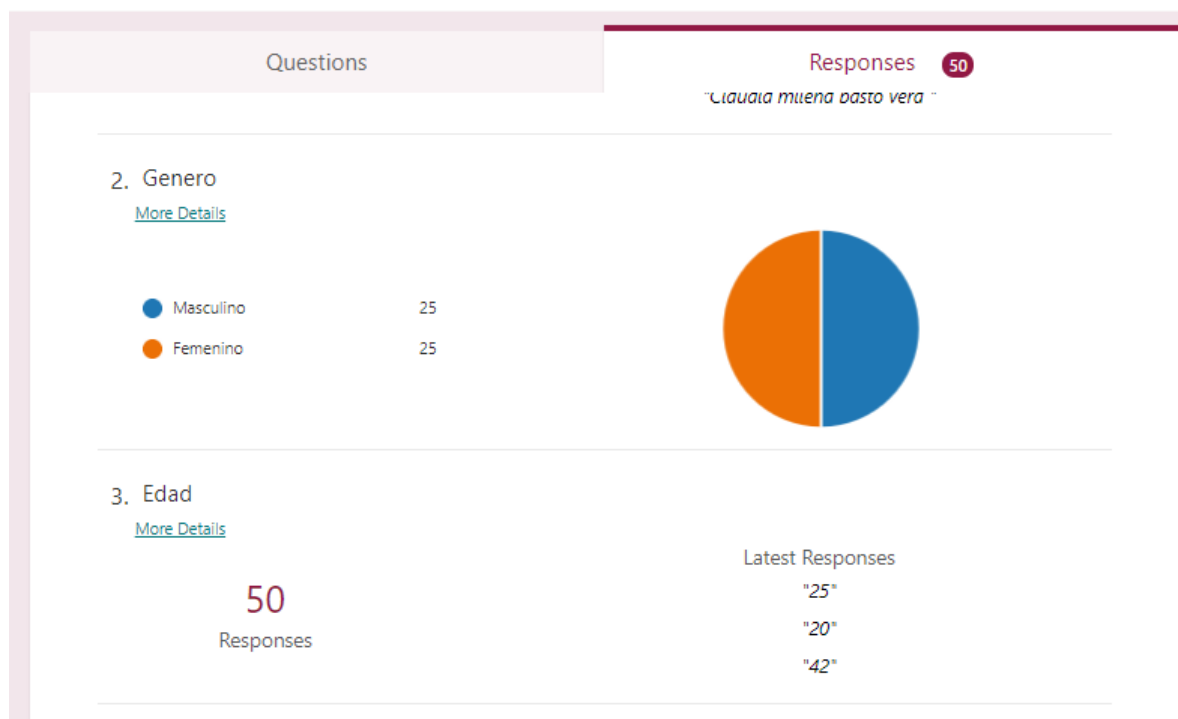 Questions
Responses 50
"Claudia milena basto vera "
2. Genero
More Details
Masculino 25
Femenino 25
3. Edad
More Details
50
Responses
Latest Responses
"25"
"20"
"42"